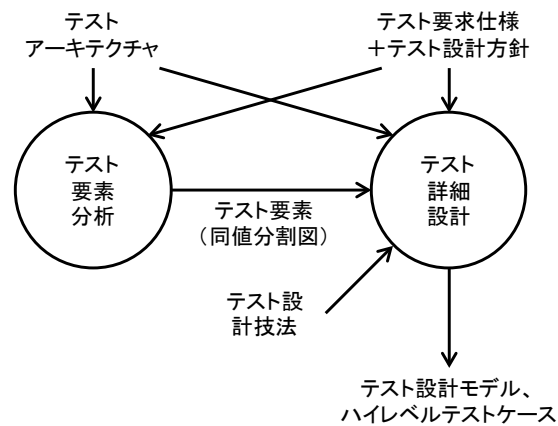 テスト
アーキテクチャ
テスト要求仕様
＋テスト設計方針
テスト
要素
分析
テスト
詳細
設計
テスト要素
（同値分割図）
テスト設
計技法
テスト設計モデル、
ハイレベルテストケース